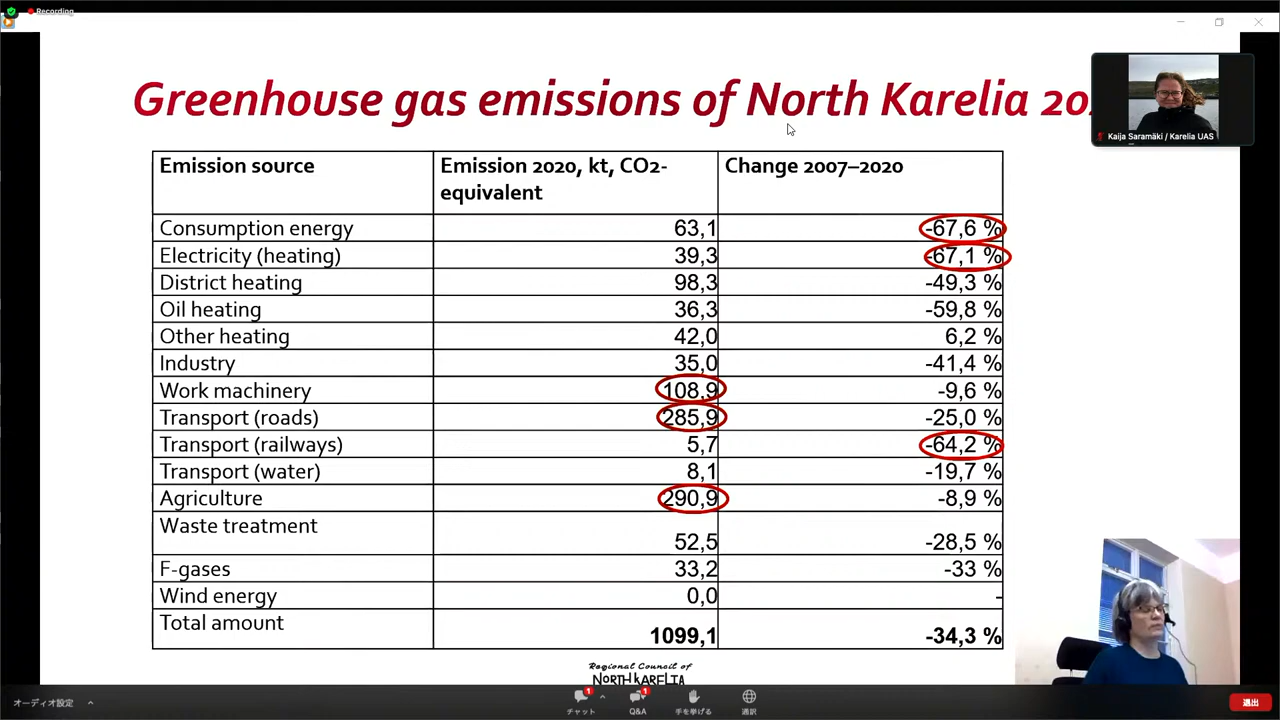 Recording
Greenhouse gas emissions of North Karelia
Kaija Saramäki / Karelia UAS
Emission source Emission 2020, kt, CO2-equivalent Change 2007–2020
Consumption energy 63,1 -67,6 %
Electricity (heating) 39,3 -67,1 %
District heating 98,3 -49,3 %
Oil heating 36,3 -59,8 %
Other heating 42,0 6,2 %
Industry 35,0 -41,4 %
Work machinery 108,9 -9,6 %
Transport (roads) 285,9 -25,0 %
Transport (railways) 5,7 -64,2 %
Transport (water) 8,1 -19,7 %
Agriculture 290,9 -8,9 %
Waste treatment 52,5 -28,5 %
F-gases 33,2 -33 %
Wind energy 0,0 -
Total amount 1099,1 -34,3 %
Regional Council of
NORTH KARELIA
オーディオ設定
1 チャット
1 Q&A
手を挙げる
通訳
退出